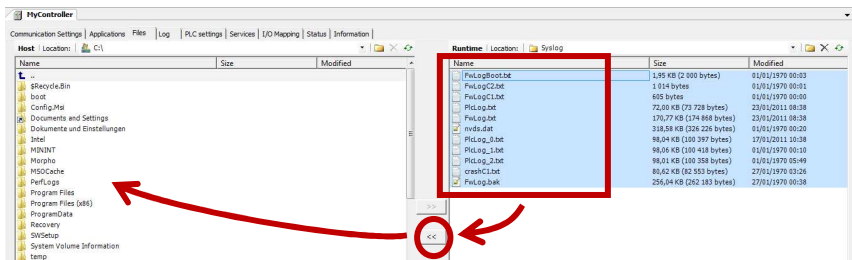 MyController
Communication Settings Applications Files Log PLC settings Services I/O Mapping Status Information
Host Location: C:\
Name Size Modified
..
$Recycle.Bin
boot
Config.Msi
Documents and Settings
Dokumente und Einstellungen
Intel
MININT
Morpho
MSOCache
PerfLogs
Program Files
Program Files (x86)
ProgramData
Recovery
SWSetup
System Volume Information
temp
>>
<<
Runtime Location: Syslog
Name Size Modified
FwLogBoot.txt 1,95 KB (2 000 bytes) 01/01/1970 00:03
FwLogC2.txt 1 014 bytes 01/01/1970 00:01
FwLogC1.txt 605 bytes 01/01/1970 00:00
PlcLog.txt 72,00 KB (73 728 bytes) 23/01/2011 08:38
FwLog.txt 170,77 KB (174 868 bytes) 23/01/2011 08:38
nvds.dat 318,58 KB (326 226 bytes) 01/01/1970 00:20
PlcLog_0.txt 98,04 KB (100 397 bytes) 17/01/2011 10:38
PlcLog_1.txt 98,06 KB (100 418 bytes) 01/01/1970 00:10
PlcLog_2.txt 98,01 KB (100 358 bytes) 01/01/1970 05:49
crashC1.txt 80,62 KB (82 553 bytes) 27/01/1970 03:26
FwLog.bak 256,04 KB (262 183 bytes) 27/01/1970 00:38